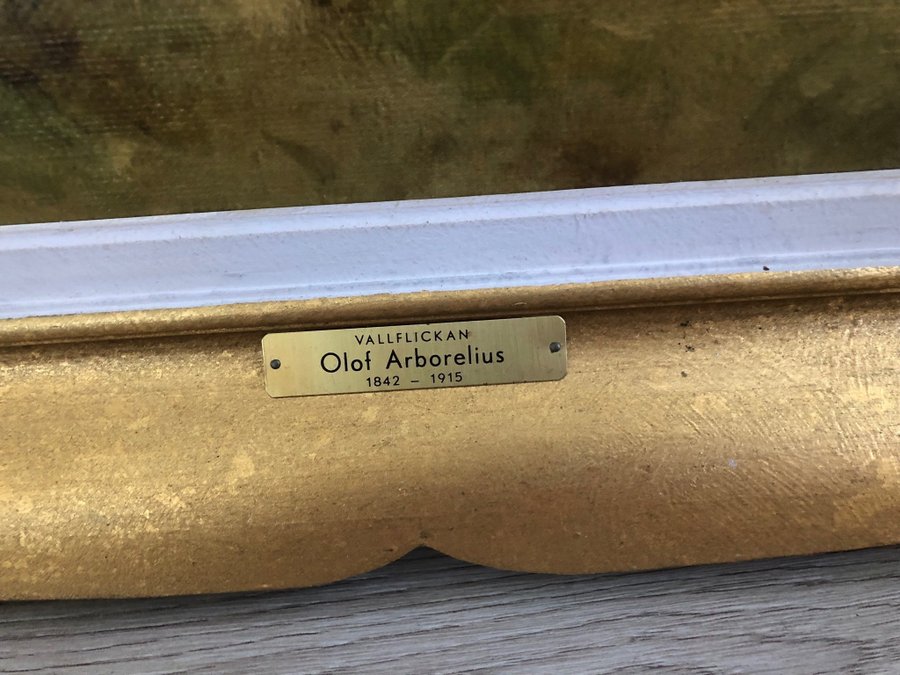 VALLFLICKAN
Olof Arborelius
1842 – 1915